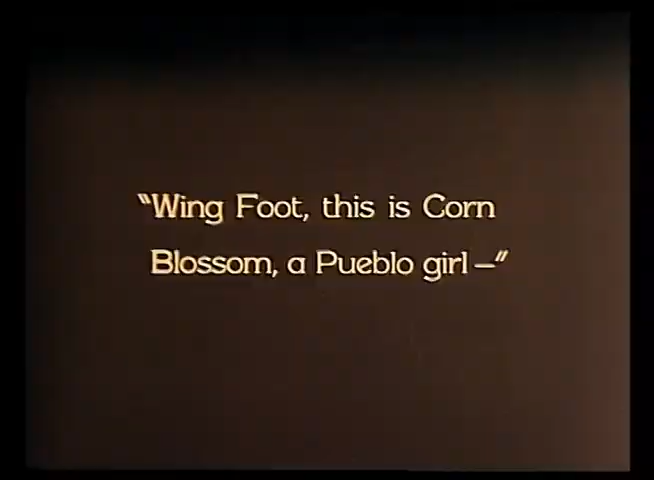 “Wing Foot, this is Corn
Blossom, a Pueblo girl—”